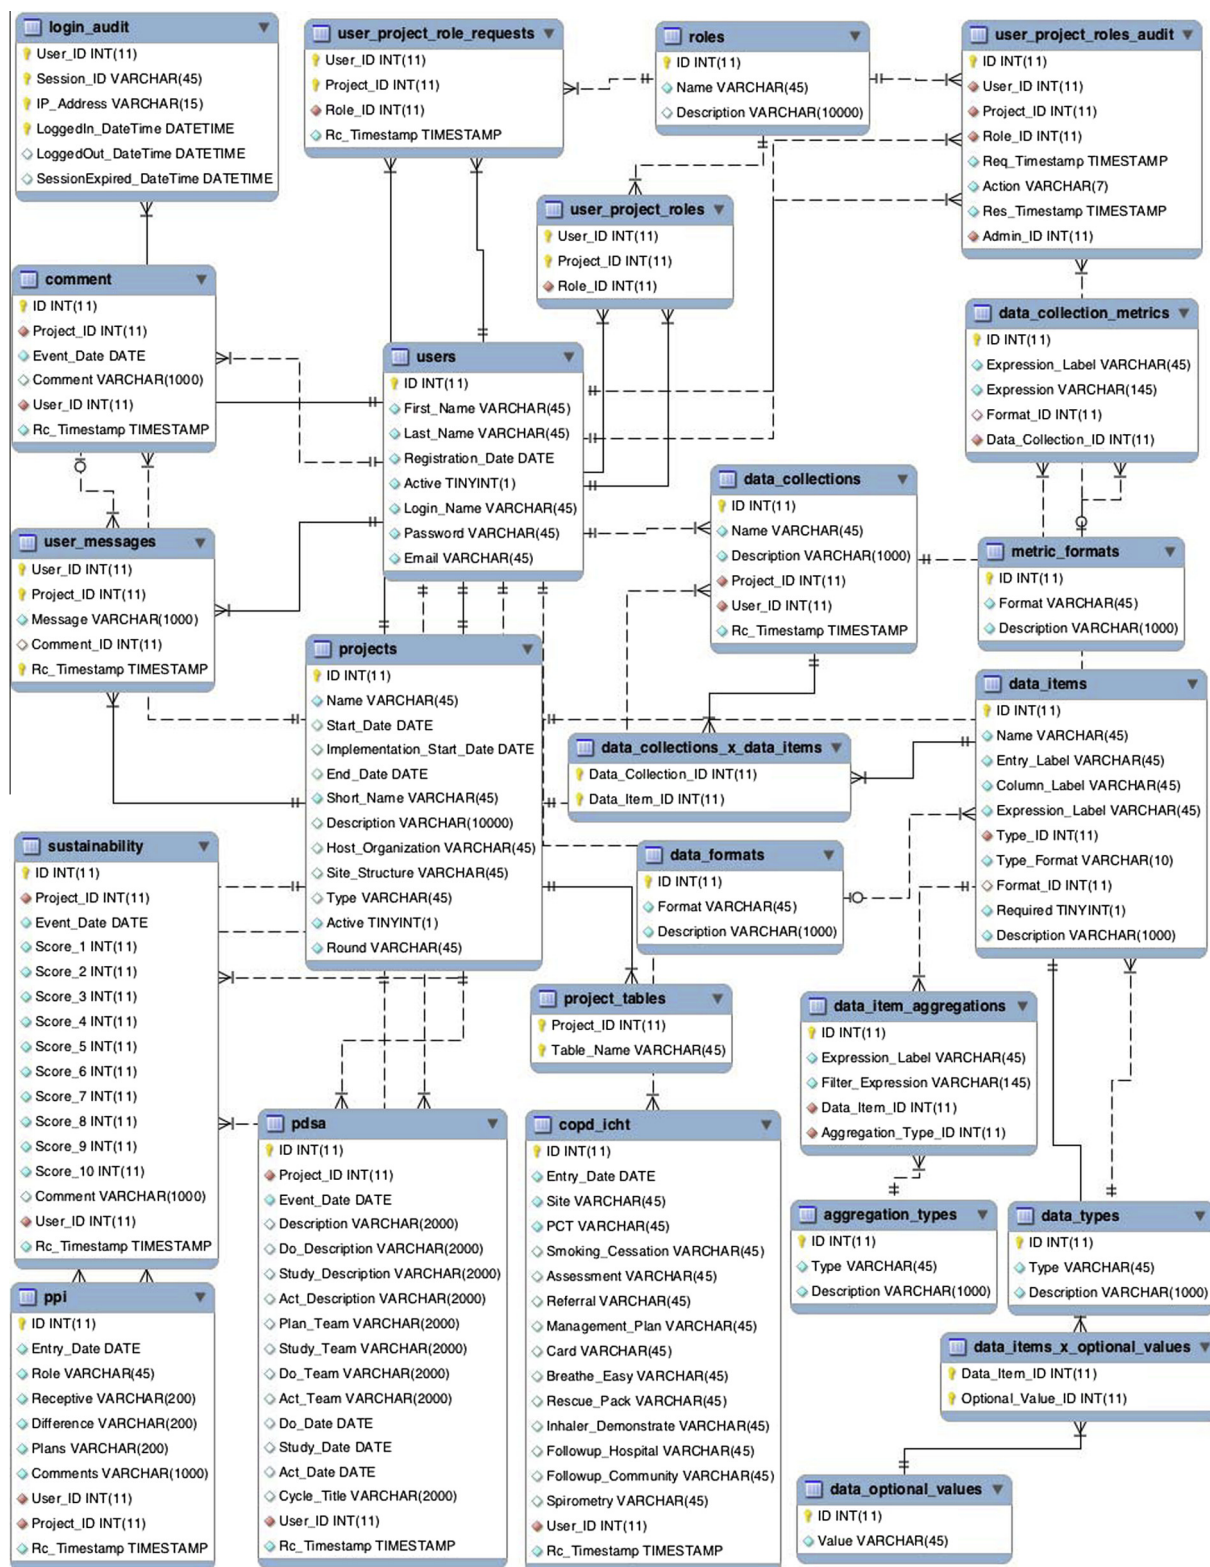 login_audit
User_ID INT(11)
Session_ID VARCHAR(45)
IP_Address VARCHAR(15)
LoggedIn_DateTime DATETIME
LoggedOut_DateTime DATETIME
SessionExpired_DateTime DATETIME
user_project_role_requests
User_ID INT(11)
Project_ID INT(11)
Role_ID INT(11)
Rc_Timestamp TIMESTAMP
roles
ID INT(11)
Name VARCHAR(45)
Description VARCHAR(10000)
user_project_roles_audit
ID INT(11)
User_ID INT(11)
Project_ID INT(11)
Role_ID INT(11)
Req_Timestamp TIMESTAMP
Action VARCHAR(7)
Res_Timestamp TIMESTAMP
Admin_ID INT(11)
user_project_roles
User_ID INT(11)
Project_ID INT(11)
Role_ID INT(11)
comment
ID INT(11)
Project_ID INT(11)
Event_Date DATE
Comment VARCHAR(1000)
User_ID INT(11)
Rc_Timestamp TIMESTAMP
users
ID INT(11)
First_Name VARCHAR(45)
Last_Name VARCHAR(45)
Registration_Date DATE
Active TINYINT(1)
Login_Name VARCHAR(45)
Password VARCHAR(45)
Email VARCHAR(45)
data_collection_metrics
ID INT(11)
Expression_Label VARCHAR(45)
Expression VARCHAR(145)
Format_ID INT(11)
Data_Collection_ID INT(11)
data_collections
ID INT(11)
Name VARCHAR(45)
Description VARCHAR(1000)
Project_ID INT(11)
User_ID INT(11)
Rc_Timestamp TIMESTAMP
user_messages
User_ID INT(11)
Project_ID INT(11)
Message VARCHAR(1000)
Comment_ID INT(11)
Rc_Timestamp TIMESTAMP
metric_formats
ID INT(11)
Format VARCHAR(45)
Description VARCHAR(1000)
projects
ID INT(11)
Name VARCHAR(45)
Start_Date DATE
Implementation_Start_Date DATE
End_Date DATE
Short_Name VARCHAR(45)
Description VARCHAR(10000)
Host_Organization VARCHAR(45)
Site_Structure VARCHAR(45)
Type VARCHAR(45)
Active TINYINT(1)
Round VARCHAR(45)
data_items
ID INT(11)
Name VARCHAR(45)
Entry_Label VARCHAR(45)
Column_Label VARCHAR(45)
Expression_Label VARCHAR(45)
Type_ID INT(11)
Type_Format VARCHAR(10)
Format_ID INT(11)
Required TINYINT(1)
Description VARCHAR(1000)
data_collections_x_data_items
Data_Collection_ID INT(11)
Data_Item_ID INT(11)
sustainability
ID INT(11)
Project_ID INT(11)
Event_Date DATE
Score_1 INT(11)
Score_2 INT(11)
Score_3 INT(11)
Score_4 INT(11)
Score_5 INT(11)
Score_6 INT(11)
Score_7 INT(11)
Score_8 INT(11)
Score_9 INT(11)
Score_10 INT(11)
Comment VARCHAR(1000)
User_ID INT(11)
Rc_Timestamp TIMESTAMP
data_formats
ID INT(11)
Format VARCHAR(45)
Description VARCHAR(1000)
project_tables
Project_ID INT(11)
Table_Name VARCHAR(45)
data_item_aggregations
ID INT(11)
Expression_Label VARCHAR(45)
Filter_Expression VARCHAR(145)
Data_Item_ID INT(11)
Aggregation_Type_ID INT(11)
pdsa
ID INT(11)
Project_ID INT(11)
Event_Date DATE
Description VARCHAR(2000)
Do_Description VARCHAR(2000)
Study_Description VARCHAR(2000)
Act_Description VARCHAR(2000)
Plan_Team VARCHAR(2000)
Study_Team VARCHAR(2000)
Do_Team VARCHAR(2000)
Act_Team VARCHAR(2000)
Do_Date DATE
Study_Date DATE
Act_Date DATE
Cycle_Title VARCHAR(2000)
User_ID INT(11)
Rc_Timestamp TIMESTAMP
copd_icht
ID INT(11)
Entry_Date DATE
Site VARCHAR(45)
PCT VARCHAR(45)
Smoking_Cessation VARCHAR(45)
Assessment VARCHAR(45)
Referral VARCHAR(45)
Management_Plan VARCHAR(45)
Card VARCHAR(45)
Breathe_Easy VARCHAR(45)
Rescue_Pack VARCHAR(45)
Inhaler_Demonstrate VARCHAR(45)
Followup_Hospital VARCHAR(45)
Followup_Community VARCHAR(45)
Spirometry VARCHAR(45)
User_ID INT(11)
Rc_Timestamp TIMESTAMP
aggregation_types
ID INT(11)
Type VARCHAR(45)
Description VARCHAR(1000)
data_types
ID INT(11)
Type VARCHAR(45)
Description VARCHAR(1000)
ppi
ID INT(11)
Entry_Date DATE
Role VARCHAR(45)
Receptive VARCHAR(200)
Difference VARCHAR(200)
Plans VARCHAR(200)
Comments VARCHAR(1000)
User_ID INT(11)
Project_ID INT(11)
Rc_Timestamp TIMESTAMP
data_items_x_optional_values
Data_Item_ID INT(11)
Optional_Value_ID INT(11)
data_optional_values
ID INT(11)
Value VARCHAR(45)